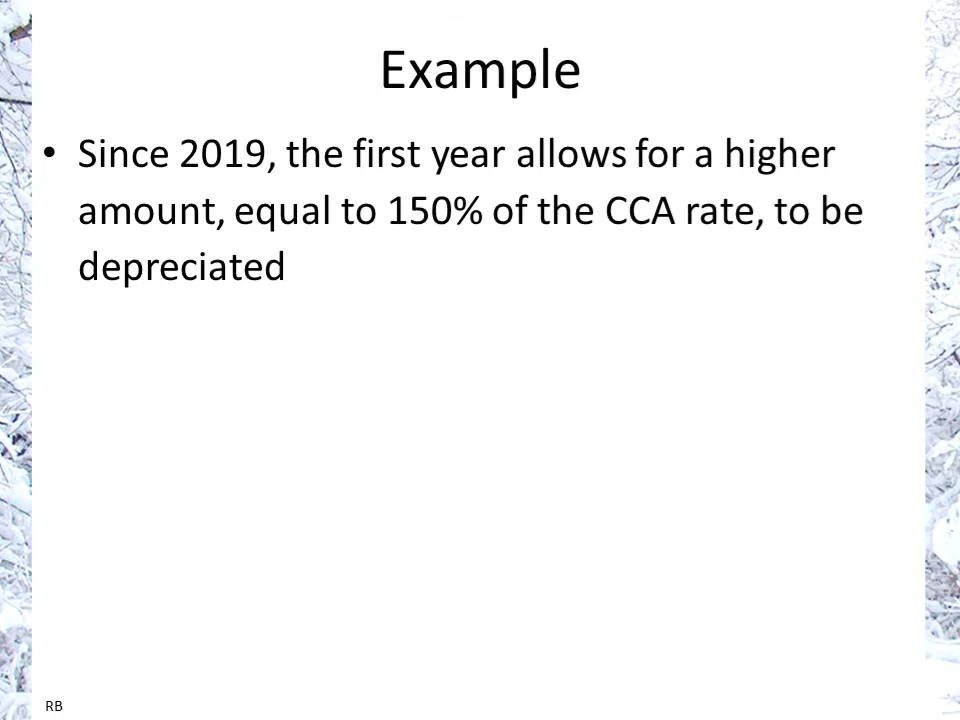 Example
• Since 2019, the first year allows for a higher
amount, equal to 150% of the CCA rate, to be
depreciated
RB